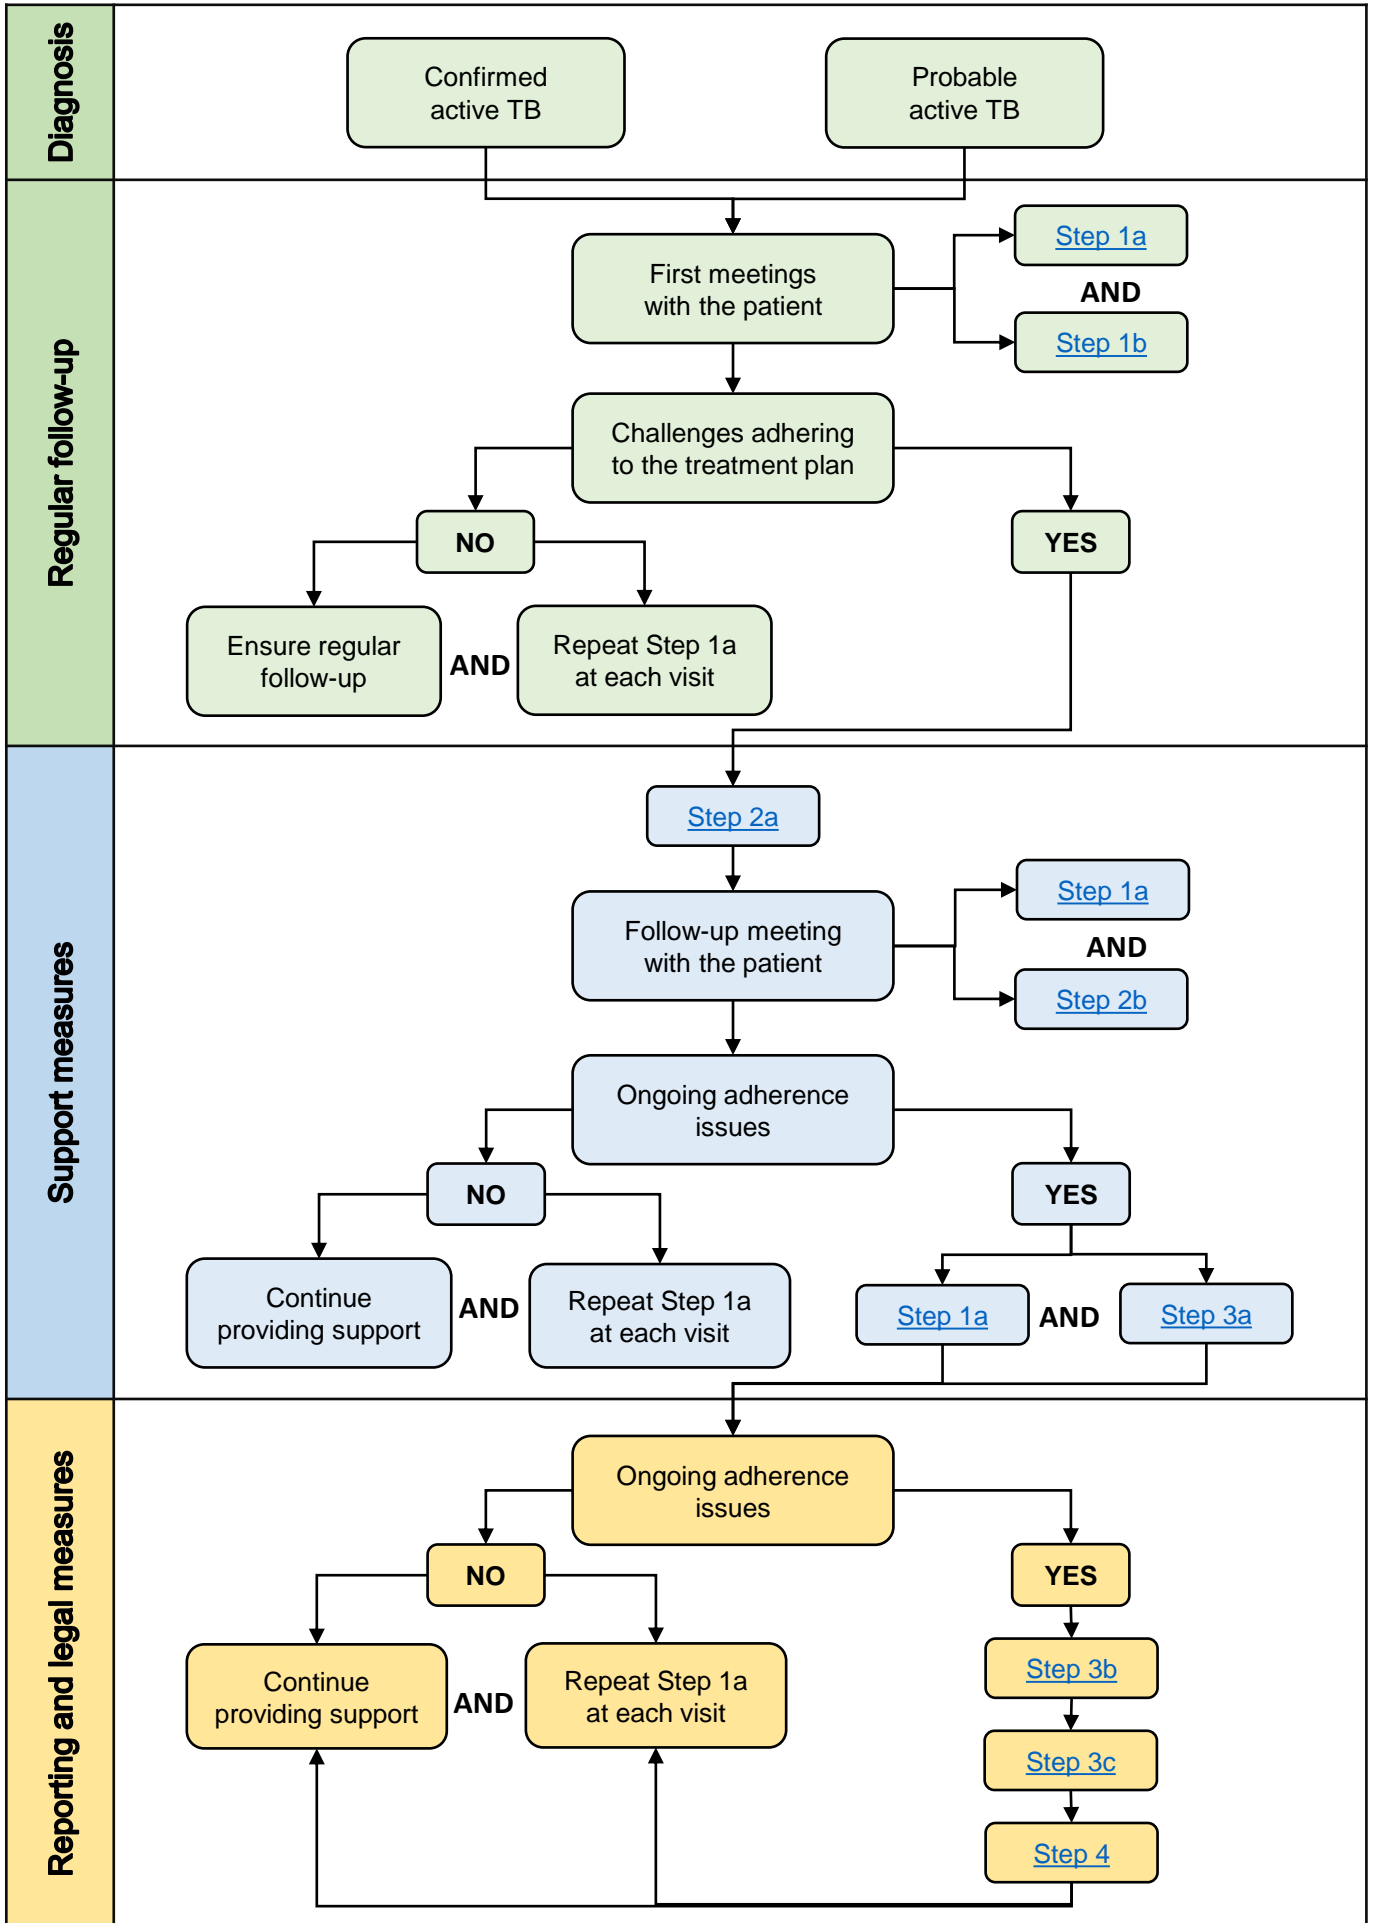 Diagnosis
Confirmed
active TB
Probable
active TB
Regular follow-up
First meetings
with the patient
Step 1a
AND
Step 1b
Challenges adhering
to the treatment plan
NO
YES
Ensure regular
follow-up
AND
Repeat Step 1a
at each visit
Support measures
Step 2a
Follow-up meeting
with the patient
Step 1a
AND
Step 2b
Ongoing adherence
issues
NO
YES
Continue
providing support
AND
Repeat Step 1a
at each visit
Step 1a
AND
Step 3a
Reporting and legal measures
Ongoing adherence
issues
NO
YES
Continue
providing support
AND
Repeat Step 1a
at each visit
Step 3b
Step 3c
Step 4